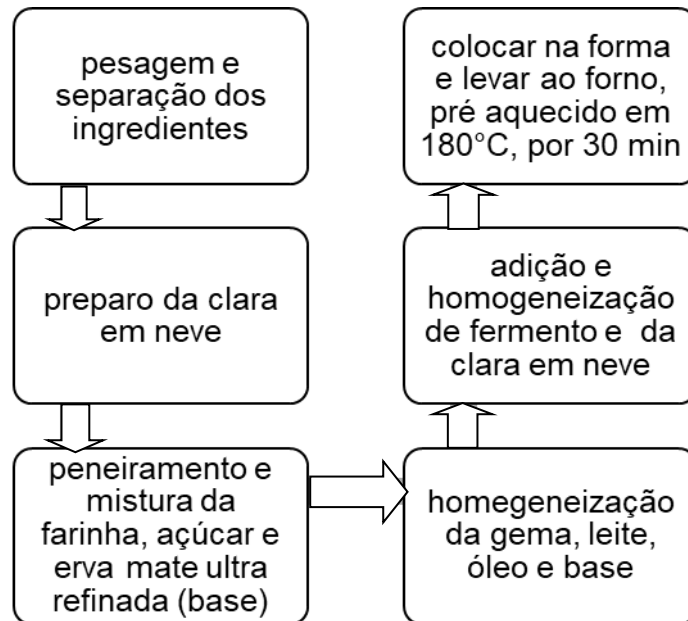 pesagem e
separação dos
ingredientes
preparo da clara
em neve
peneiramento e
mistura da
farinha, açúcar e
erva mate ultra
refinada (base)
homegeneização
da gema, leite,
óleo e base
adição e
homogeneização
de fermento e da
clara em neve
colocar na forma
e levar ao forno,
pré aquecido em
180°C, por 30 min